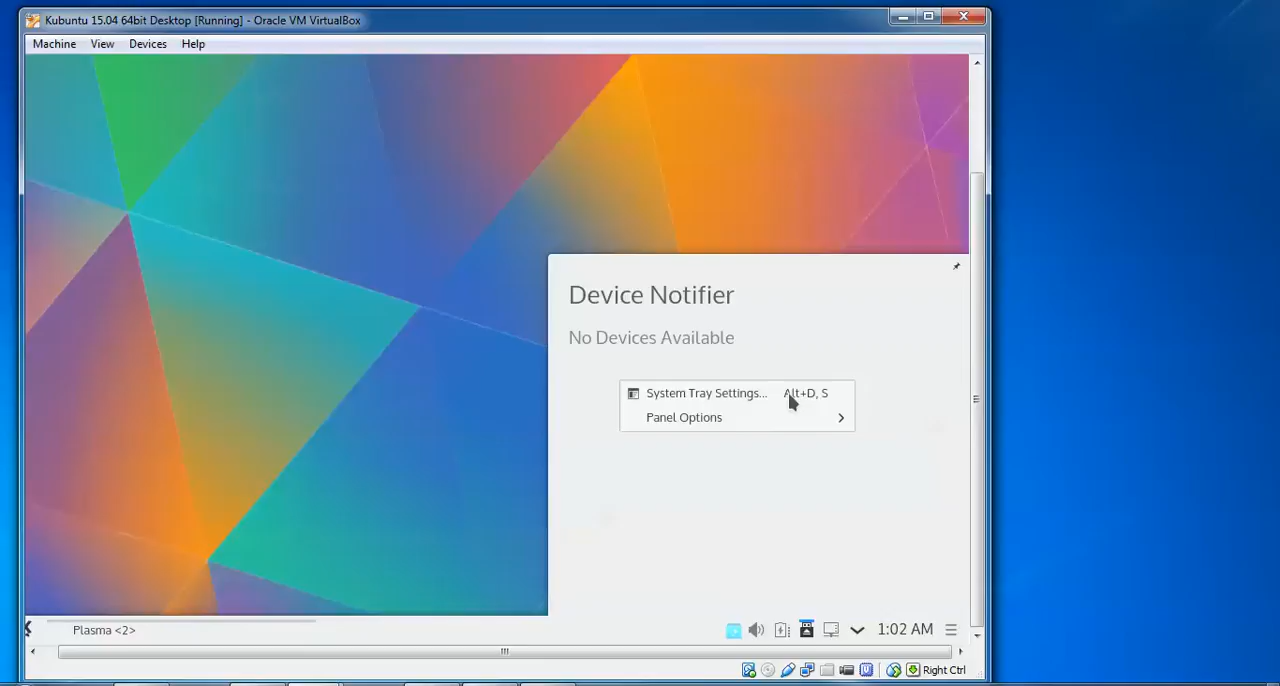 Kubuntu 15.04 64bit Desktop [Running] - Oracle VM VirtualBox
Machine View Devices Help
Device Notifier
No Devices Available
System Tray Settings... Alt+D, S
Panel Options
Plasma <2>
1:02 AM
Right Ctrl